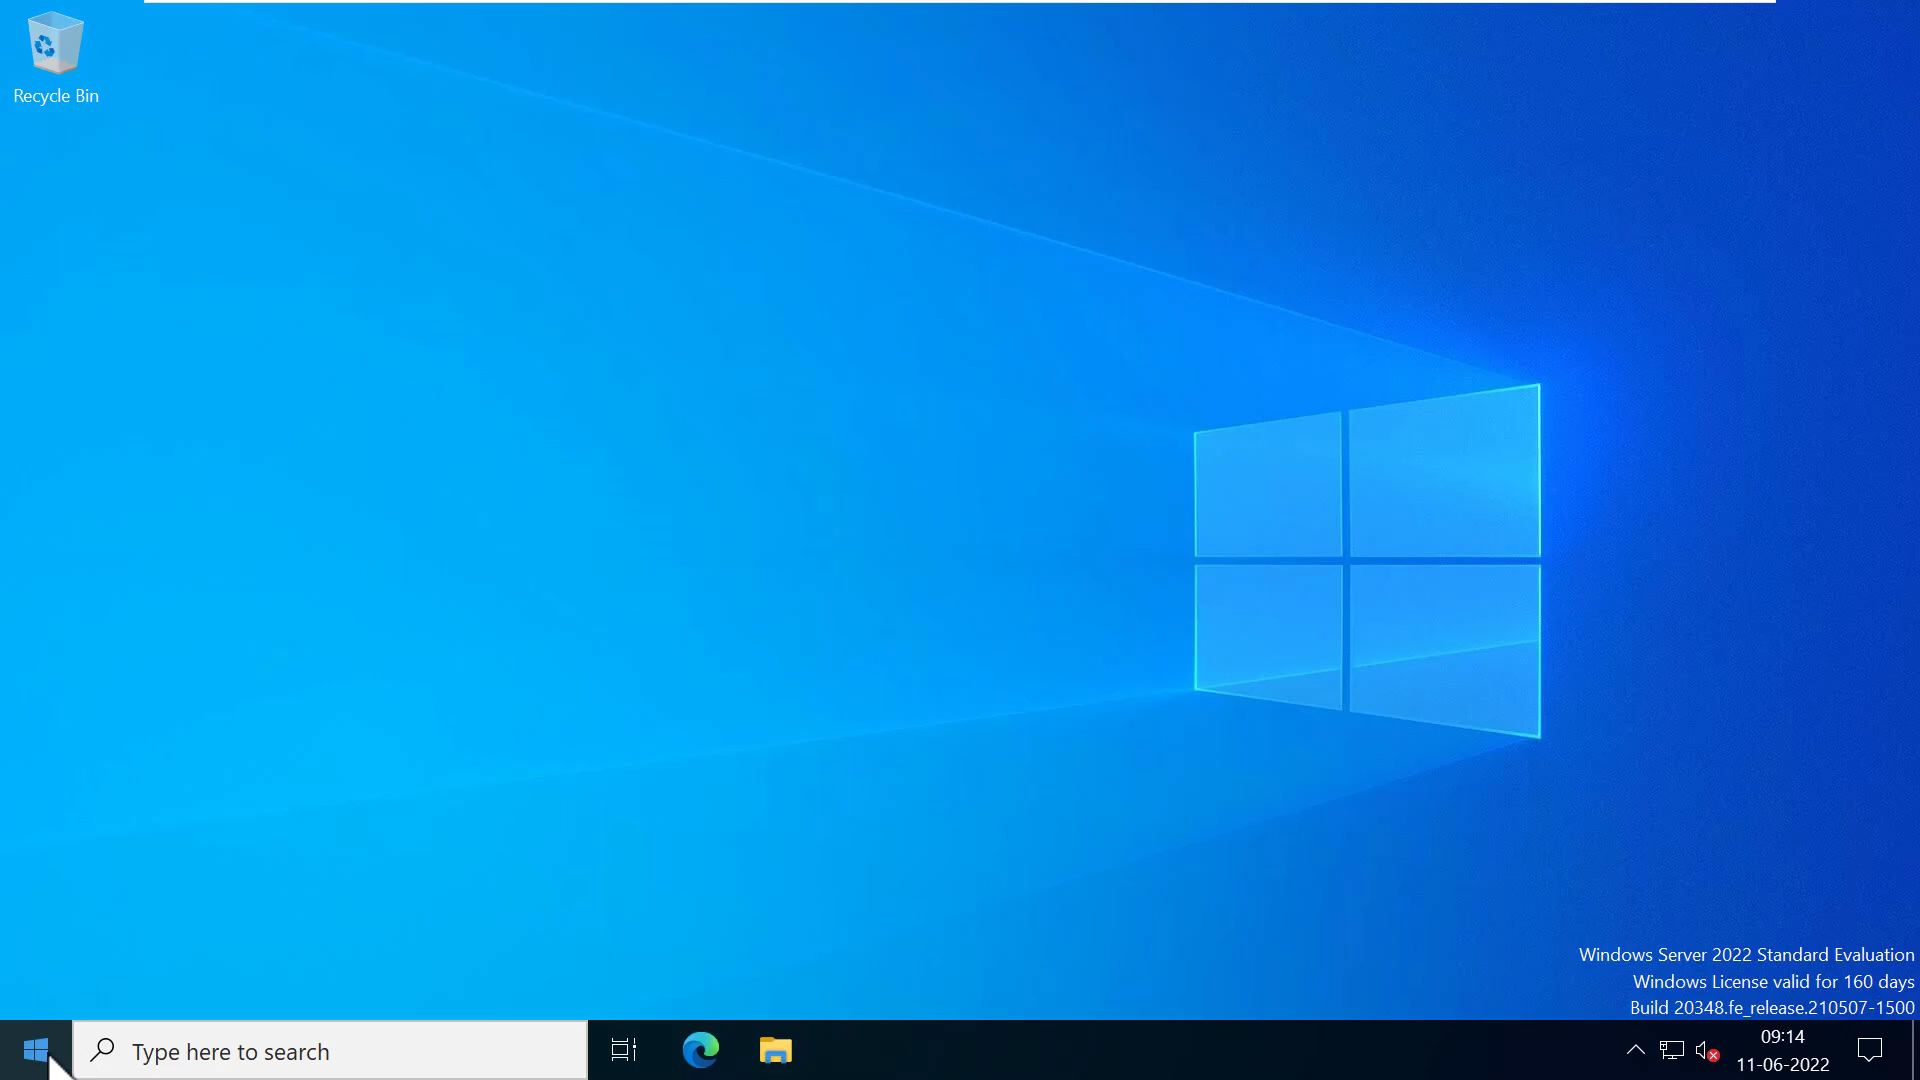 Recycle Bin
Windows Server 2022 Standard Evaluation
Windows License valid for 160 days
Build 20348.fe_release.210507-1500
Type here to search
09:14
11-06-2022